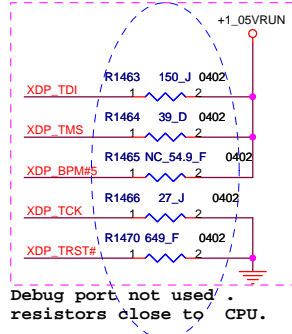 +1_05VRUN
R1463 150_J 0402
XDP_TDI 1 2
R1464 39_D 0402
XDP_TMS 1 2
R1465 NC_54.9_F 0402
XDP_BPM#5 1 2
R1466 27_J 0402
XDP_TCK 1 2
R1470 649_F 0402
XDP_TRST# 1 2
Debug port not used .
resistors close to CPU.